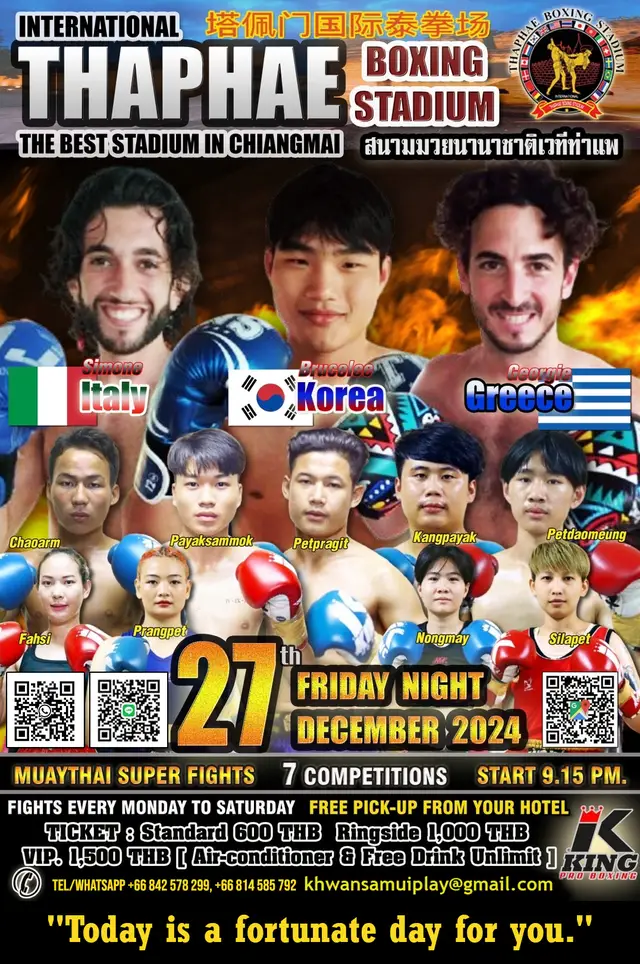 INTERNATIONAL
塔佩门国际泰拳场
THAPHAE
BOXING
STADIUM
THAPHAE BOXING STADIUM
INTERNATIONAL
THE BEST STADIUM IN CHIANGMAI
สนามมวยนานาชาติเวทีท่าแพ
Simone
Italy
Brucelee
Korea
Georgie
Greece
Chaoarm
Payaksammok
Petpragit
Kangpayak
Petdaomeung
Fahsi
Prangpet
Nongmay
Silapet
27th
FRIDAY NIGHT
DECEMBER 2024
MUAYTHAI SUPER FIGHTS 7 COMPETITIONS START 9.15 PM.
FIGHTS EVERY MONDAY TO SATURDAY FREE PICK-UP FROM YOUR HOTEL
TICKET : Standard 600 THB Ringside 1,000 THB
VIP. 1,500 THB [ Air-conditioner & Free Drink Unlimit ]
K
KING
PRO BOXING
TEL/WHATSAPP +66 842 578 299, +66 814 585 792 khwansamuiplay@gmail.com
"Today is a fortunate day for you."